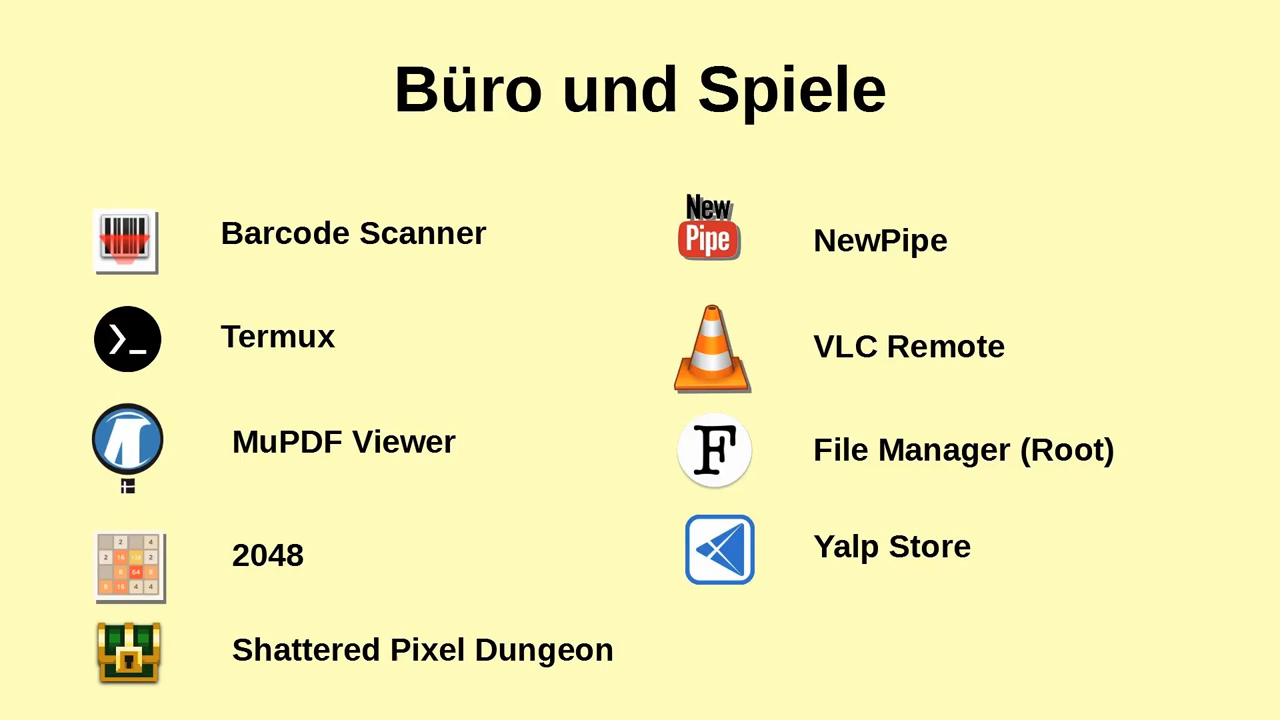 Büro und Spiele
Barcode Scanner
Termux
MuPDF Viewer
2048
Shattered Pixel Dungeon
New
Pipe
NewPipe
VLC Remote
F
File Manager (Root)
Yalp Store